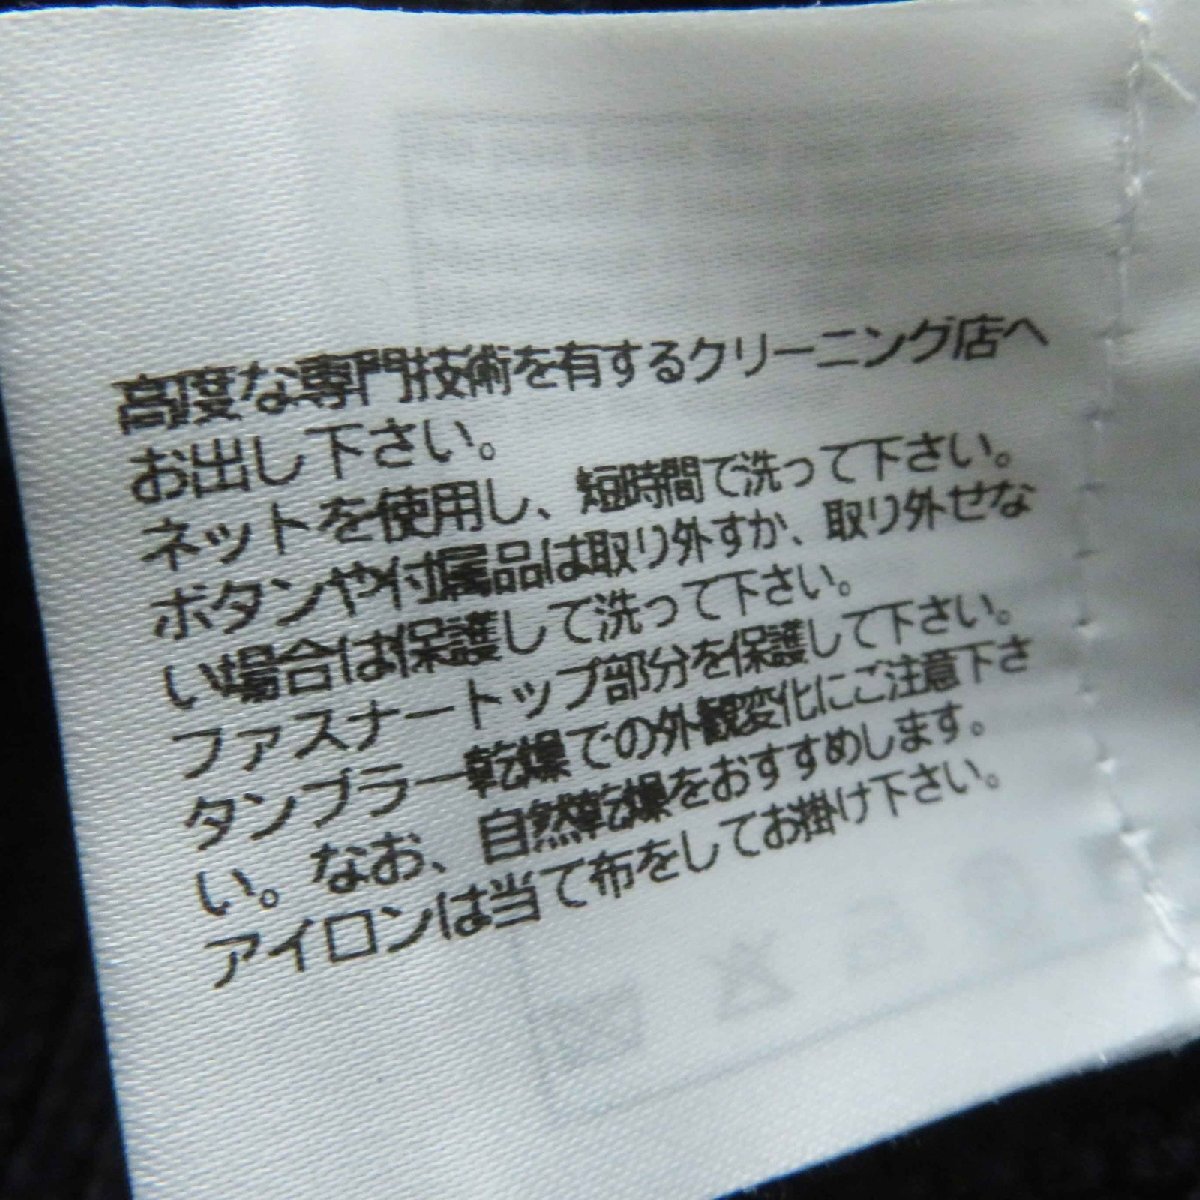 高度な専門技術を有するクリーニング店へ
お出し下さい。
ネットを使用し、短時間で洗って下さい。
ボタンや付属品は取り外すか、取り外せな
い場合は保護して洗って下さい。
ファスナートップ部分を保護して下さい。
タンブラー乾燥での外観変化にご注意下さ
い。なお、自然乾燥をおすすめします。
アイロンは当て布をしてお掛け下さい。